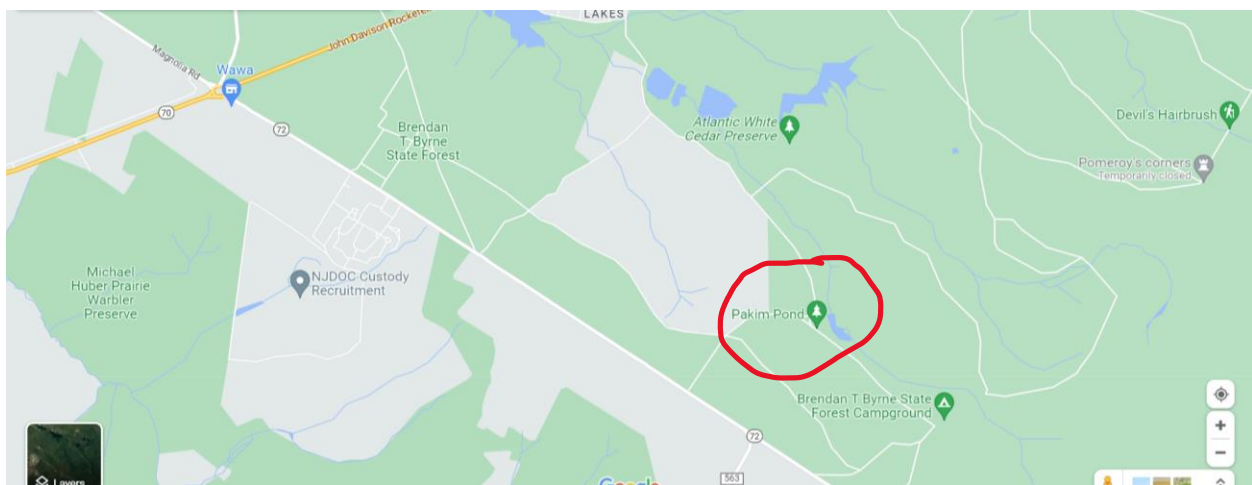 LAKES
John Davison Rockefel
Magnolia Rd
Wawa
70
72
Brendan
T Byrne
State Forest
Atlantic White
Cedar Preserve
Devil's Hairbrush
Pomeroy's corners
Temporarily closed
Michael
Huber Prairie
Warbler
Preserve
NJDOC Custody
Recruitment
Pakim Pond
Brendan T Byrne State
Forest Campground
72
563
Layers
Google